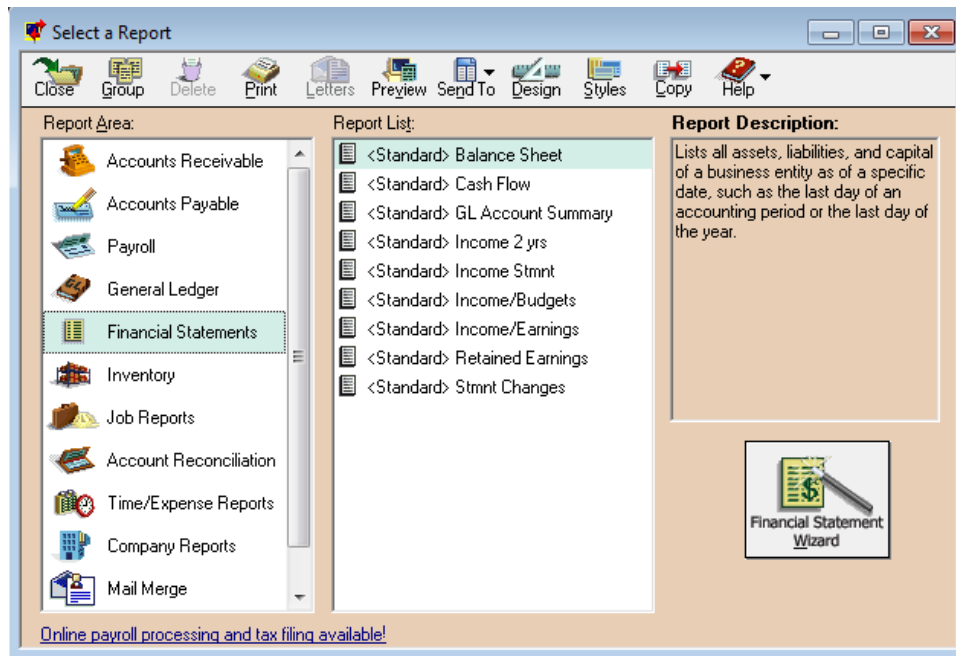 Select a Report
Close Group Delete Print Letters Preview Send To Design Styles Copy Help
Report Area:
Accounts Receivable
Accounts Payable
Payroll
General Ledger
Financial Statements
Inventory
Job Reports
Account Reconciliation
Time/Expense Reports
Company Reports
Mail Merge
Report List:
<Standard> Balance Sheet
<Standard> Cash Flow
<Standard> GL Account Summary
<Standard> Income 2 yrs
<Standard> Income Stmnt
<Standard> Income/Budgets
<Standard> Income/Earnings
<Standard> Retained Earnings
<Standard> Stmnt Changes
Report Description:
Lists all assets, liabilities, and capital
of a business entity as of a specific
date, such as the last day of an
accounting period or the last day of
the year.
Financial Statement
Wizard
Online payroll processing and tax filing available!